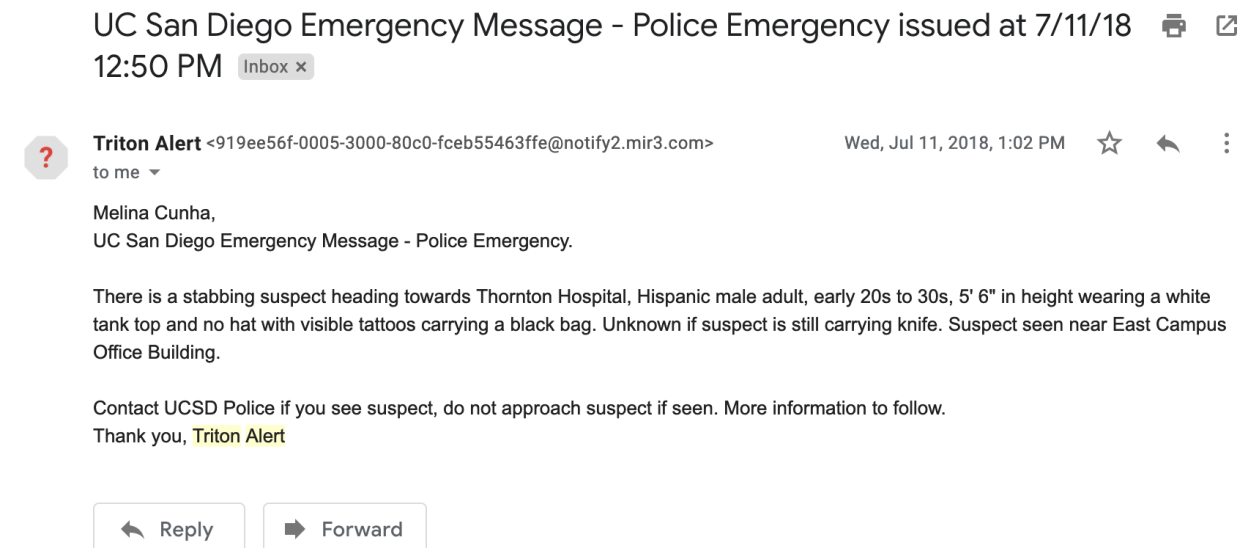 UC San Diego Emergency Message - Police Emergency issued at 7/11/18
12:50 PM Inbox ×
Triton Alert <919ee56f-0005-3000-80c0-fceb55463ffe@notify2.mir3.com> Wed, Jul 11, 2018, 1:02 PM
?
to me
Melina Cunha,
UC San Diego Emergency Message - Police Emergency.
There is a stabbing suspect heading towards Thornton Hospital, Hispanic male adult, early 20s to 30s, 5' 6" in height wearing a white
tank top and no hat with visible tattoos carrying a black bag. Unknown if suspect is still carrying knife. Suspect seen near East Campus
Office Building.
Contact UCSD Police if you see suspect, do not approach suspect if seen. More information to follow.
Thank you, Triton Alert
Reply Forward